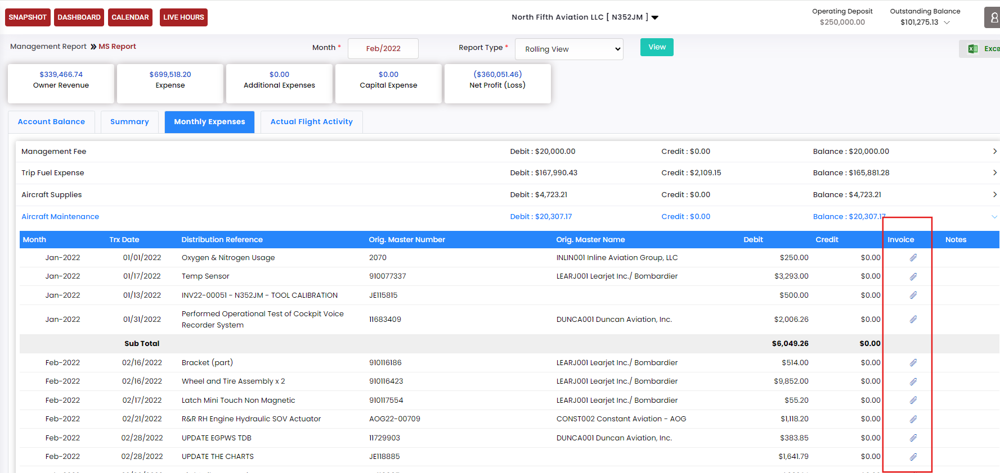 SNAPSHOT DASHBOARD CALENDAR LIVE HOURS North Fifth Aviation LLC [ N352JM ] Operating Deposit Outstanding Balance
$250,000.00 $101,275.13
Management Report MS Report Month * Feb/2022 Report Type * Rolling View View Exce
$339,466.74 $699,518.20 $0.00 $0.00 ($360,051.46)
Owner Revenue Expense Additional Expenses Capital Expense Net Profit (Loss)
Account Balance Summary Monthly Expenses Actual Flight Activity
Management Fee Debit : $20,000.00 Credit : $0.00 Balance : $20,000.00
Trip Fuel Expense Debit : $167,990.43 Credit : $2,109.15 Balance : $165,881.28
Aircraft Supplies Debit : $4,723.21 Credit : $0.00 Balance : $4,723.21
Aircraft Maintenance Debit : $20,307.17 Credit : $0.00 Balance : $20,307.17
Month Trx Date Distribution Reference Orig. Master Number Orig. Master Name Debit Credit Invoice Notes
Jan-2022 01/01/2022 Oxygen & Nitrogen Usage 2070 INLIN001 Inline Aviation Group, LLC $250.00 $0.00
Jan-2022 01/17/2022 Temp Sensor 910077337 LEARJ001 Learjet Inc./ Bombardier $3,293.00 $0.00
Jan-2022 01/13/2022 INV22-00051 - N352JM - TOOL CALIBRATION JE115815 $500.00 $0.00
Jan-2022 01/31/2022 Performed Operational Test of Cockpit Voice
Recorder System 11683409 DUNCA001 Duncan Aviation, Inc. $2,006.26 $0.00
Sub Total $6,049.26 $0.00
Feb-2022 02/16/2022 Bracket (part) 910116186 LEARJ001 Learjet Inc./ Bombardier $514.00 $0.00
Feb-2022 02/16/2022 Wheel and Tire Assembly x 2 910116423 LEARJ001 Learjet Inc./ Bombardier $9,852.00 $0.00
Feb-2022 02/17/2022 Latch Mini Touch Non Magnetic 910117554 LEARJ001 Learjet Inc./ Bombardier $55.20 $0.00
Feb-2022 02/21/2022 R&R RH Engine Hydraulic SOV Actuator AOG22-00709 CONST002 Constant Aviation - AOG $1,118.20 $0.00
Feb-2022 02/28/2022 UPDATE EGPWS TDB 11729903 DUNCA001 Duncan Aviation, Inc. $383.85 $0.00
Feb-2022 02/28/2022 UPDATE THE CHARTS JE118885 $1,641.79 $0.00